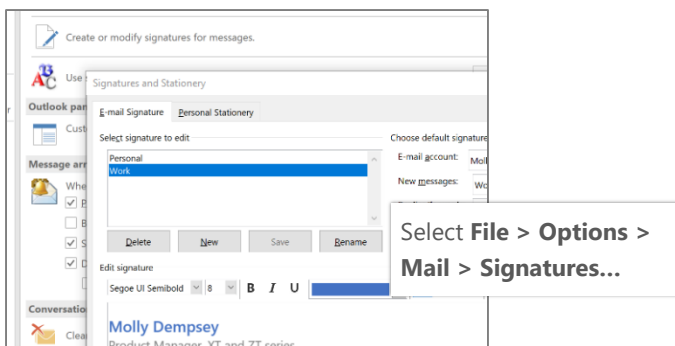 Create or modify signatures for messages.
Use
Signatures and Stationery
Outlook pan
E-mail Signature Personal Stationery
Cust
Select signature to edit
Choose default signature
Personal
Work
E-mail account:
Moll
Message arr
New messages:
Wo
Whe
Delete New Save Rename
Select File > Options >
Mail > Signatures...
Edit signature
Segoe UI Semibold 8 B I U
Conversatio
Clea
Molly Dempsey
Product Manager, XT and ZT series